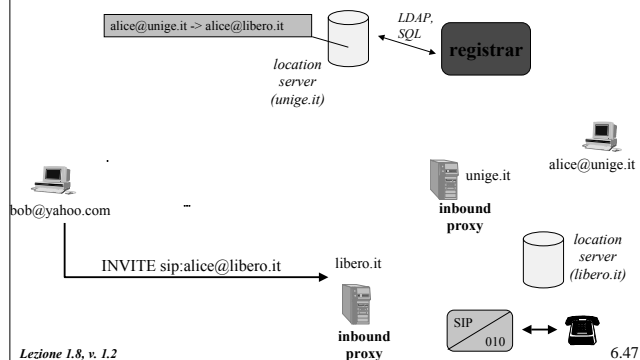 alice@unige.it -> alice@libero.it
LDAP,
SQL
registrar
location
server
(unige.it)
alice@unige.it
unige.it
inbound
proxy
bob@yahoo.com
...
location
server
(libero.it)
INVITE sip:alice@libero.it
libero.it
inbound
proxy
SIP
010
Lezione 1.8, v. 1.2
6.47